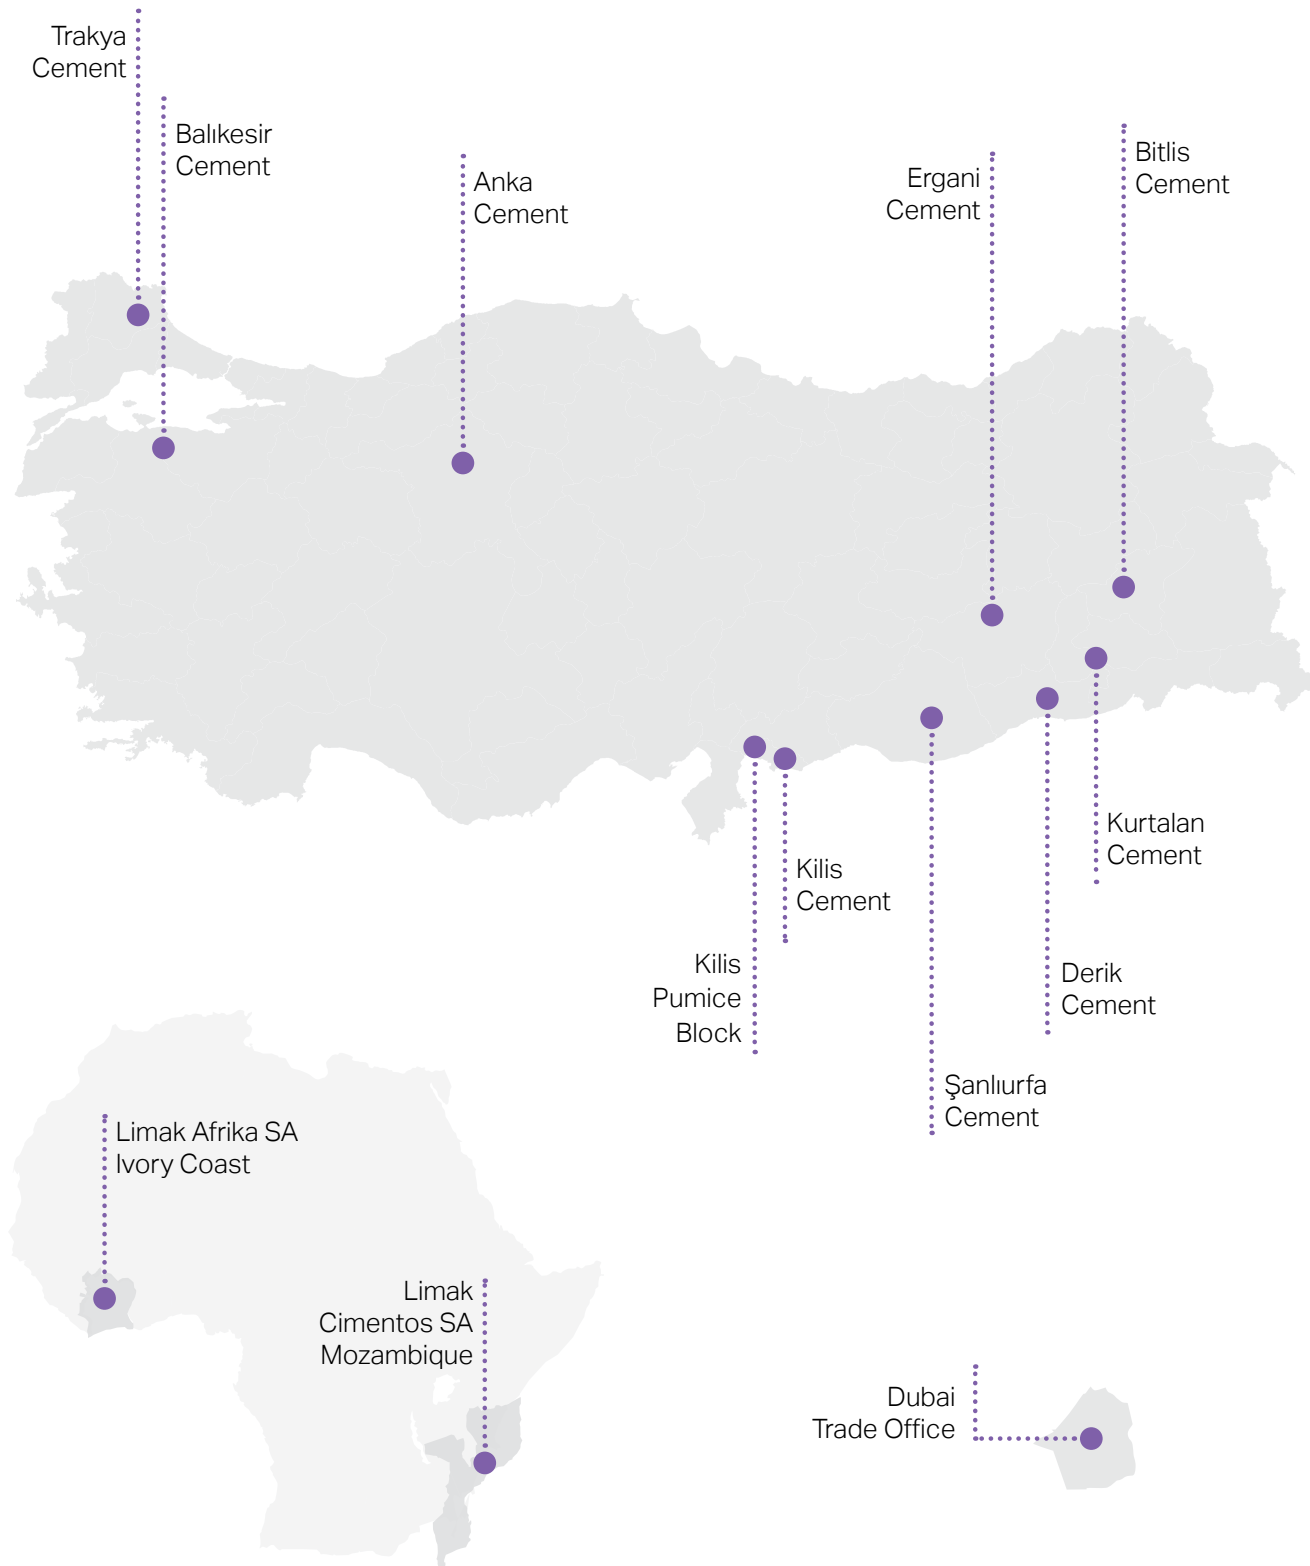 Trakya
Cement
Balıkesir
Cement
Anka
Cement
Ergani
Cement
Bitlis
Cement
Kurtalan
Cement
Kilis
Cement
Kilis
Pumice
Block
Derik
Cement
Şanlıurfa
Cement
Limak Afrika SA
Ivory Coast
Limak
Cimentos SA
Mozambique
Dubai
Trade Office